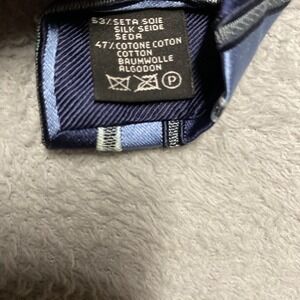 53% SETA SOIE
SILK SEIDE
SEDA
47% COTONE COTON
COTTON
BAUMWOLLE
ALGODON
P